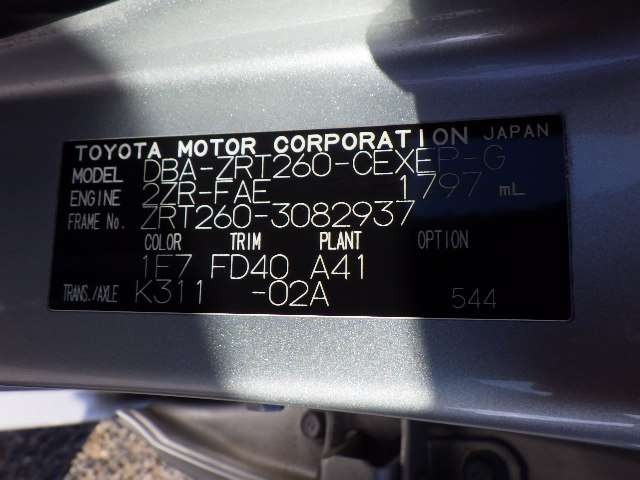 TOYOTA MOTOR CORPORATION JAPAN
MODEL DBA-ZRT260-CEXEP-G
ENGINE 2ZR-FAE 1797 mL
FRAME No. ZRT260-3082937
COLOR TRIM PLANT OPTION
1E7 FD40 A41
TRANS./AXLE K311 -02A 544